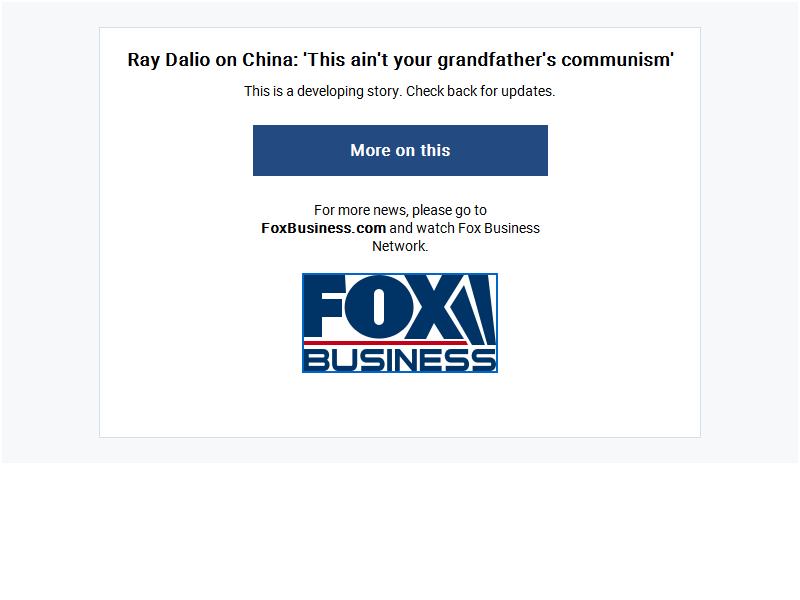 Ray Dalio on China: 'This ain't your grandfather's communism'
This is a developing story. Check back for updates.
More on this
For more news, please go to
FoxBusiness.com and watch Fox Business
Network.
FOX
BUSINESS